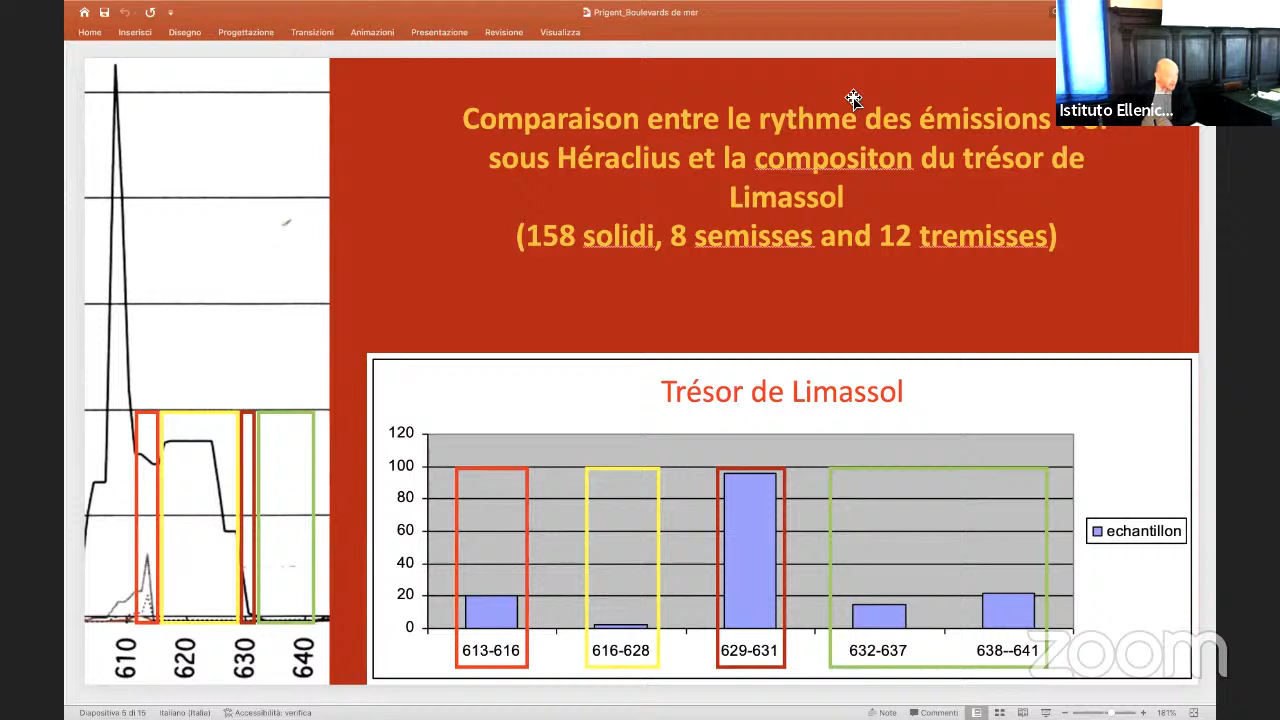 Prigent_Boulevards de mer
Home Inserisci Disegno Progettazione Transizioni Animazioni Presentazione Revisione Visualizza
Istituto Ellenic...
Comparaison entre le rythme des émissions
sous Héraclius et la compositon du trésor de
Limassol
(158 solidi, 8 semisses and 12 tremisses)
610 620 630 640
Trésor de Limassol
120
100
80
60
40
20
0
613-616 616-628 629-631 632-637 638--641
echantillon
zoom
Diapositiva 5 di 15 Italiano (Italia) Accessibilità: verifica Note Commenti 181%